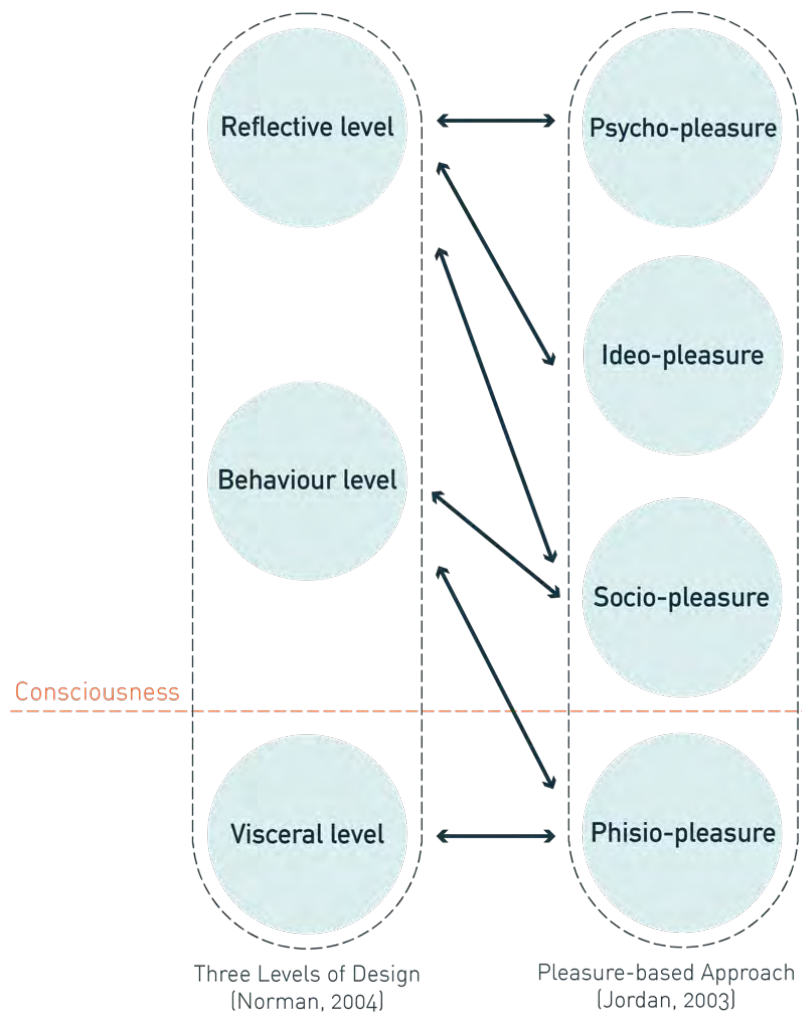 Reflective level
Psycho-pleasure
Ideo-pleasure
Behaviour level
Socio-pleasure
Consciousness
Visceral level
Phisio-pleasure
Three Levels of Design
(Norman, 2004)
Pleasure-based Approach
(Jordan, 2003)